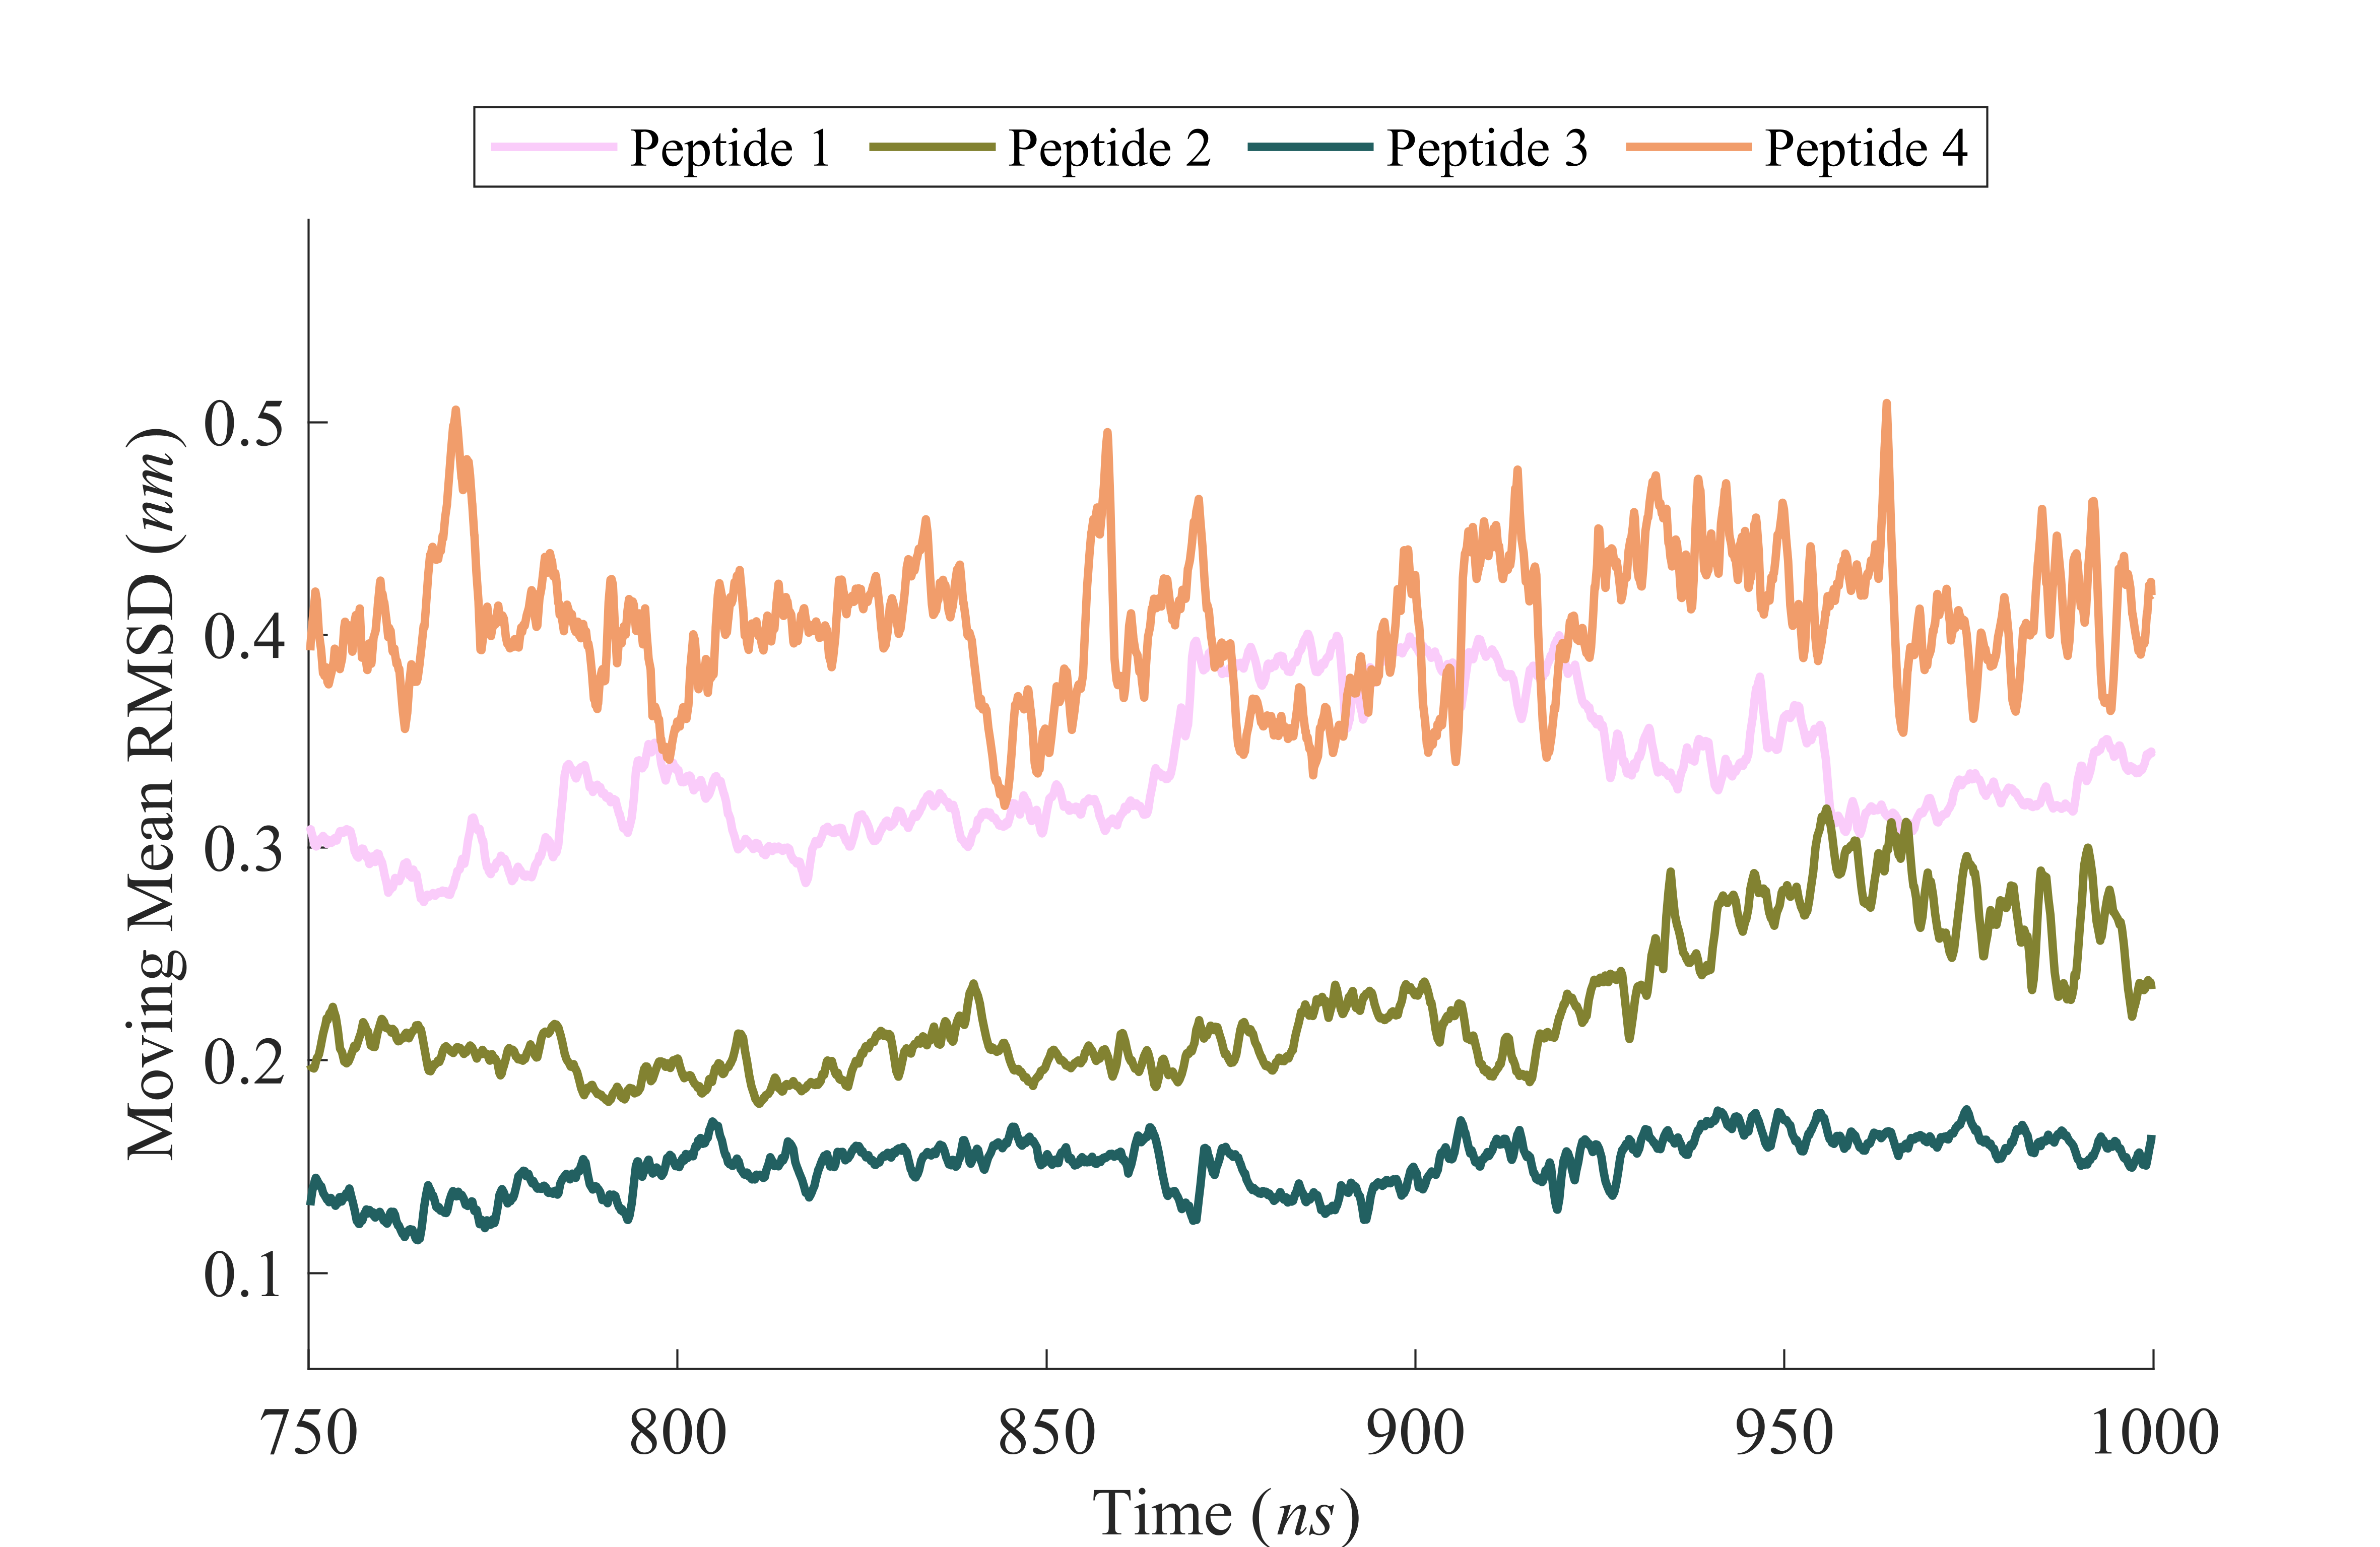 Peptide 1 Peptide 2 Peptide 3 Peptide 4
Moving Mean RMSD (nm)
0.5
0.4
0.3
0.2
0.1
750 800 850 900 950 1000
Time (ns)